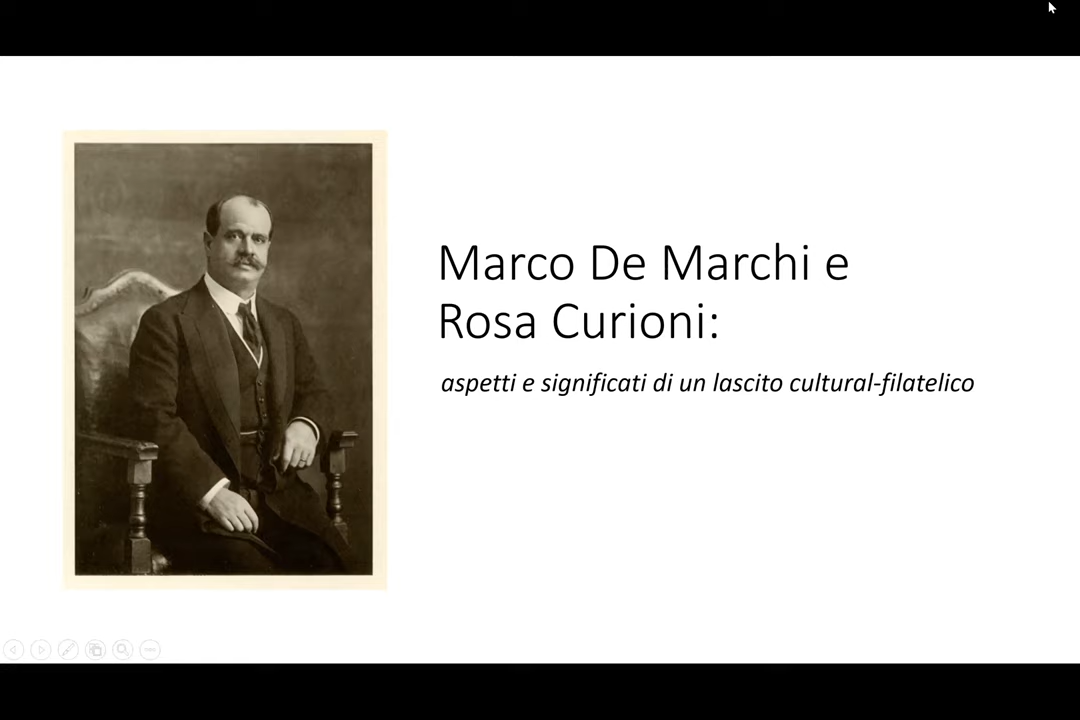 Marco De Marchi e
Rosa Curioni:
aspetti e significati di un lascito cultural-filatelico